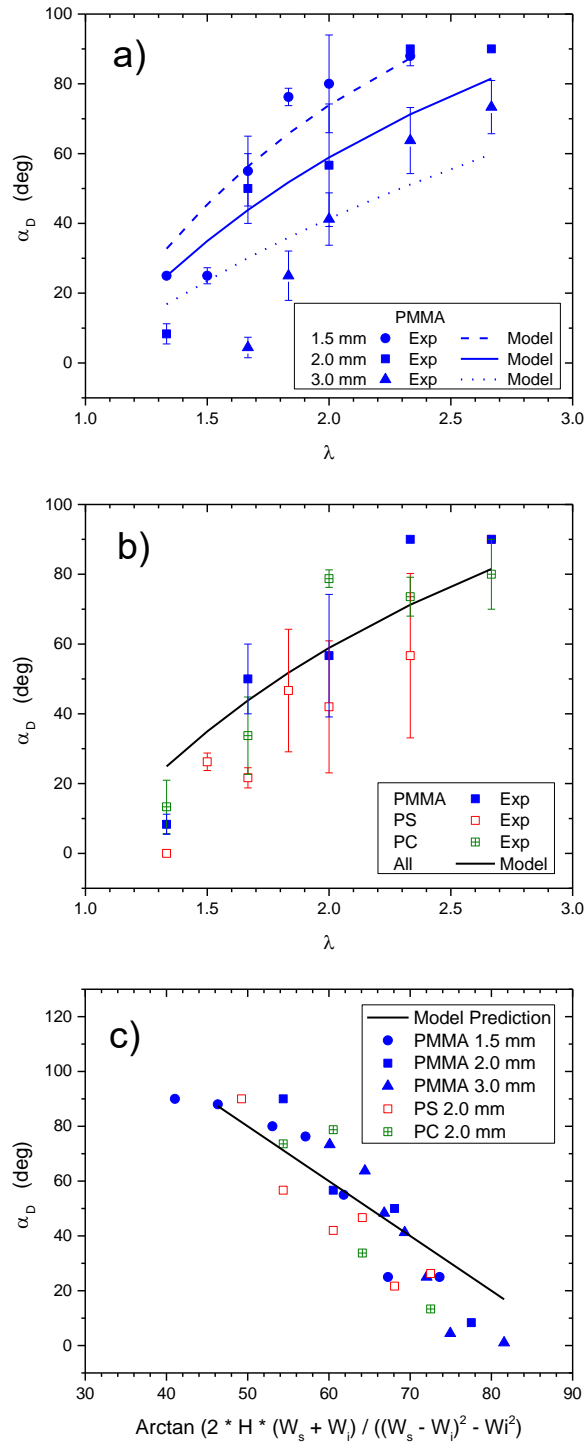 a)
100
80
60
40
20
0
α_D (deg)
PMMA
1.5 mm Exp Model
2.0 mm Exp Model
3.0 mm Exp Model
1.0 1.5 2.0 2.5 3.0
λ
b)
100
80
60
40
20
0
α_D (deg)
PMMA Exp
PS Exp
PC Exp
All Model
1.0 1.5 2.0 2.5 3.0
λ
c)
120
100
80
60
40
20
0
α_D (deg)
Model Prediction
PMMA 1.5 mm
PMMA 2.0 mm
PMMA 3.0 mm
PS 2.0 mm
PC 2.0 mm
30 40 50 60 70 80 90
Arctan (2 * H * (W_s + W_i) / ((W_s - W_i)² - Wi²)